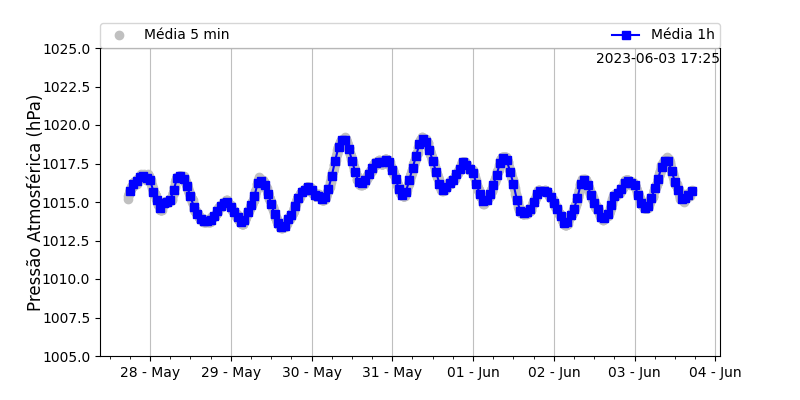 Média 5 min
Média 1h
2023-06-03 17:25
Pressão Atmosférica (hPa)
1025.0
1022.5
1020.0
1017.5
1015.0
1012.5
1010.0
1007.5
1005.0
28 - May
29 - May
30 - May
31 - May
01 - Jun
02 - Jun
03 - Jun
04 - Jun